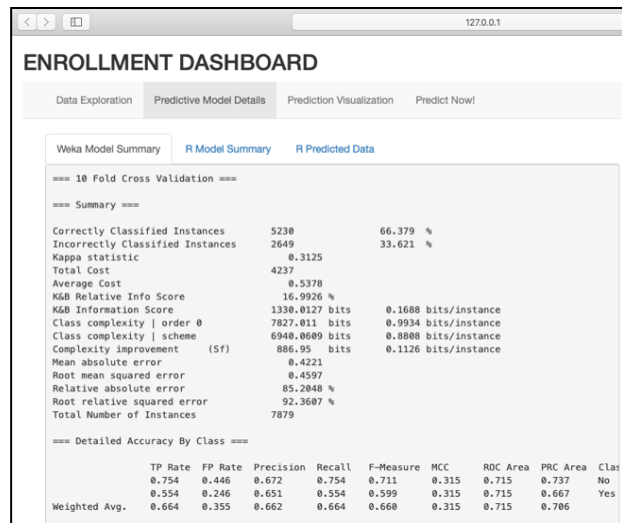 127.0.0.1
ENROLLMENT DASHBOARD
Data Exploration Predictive Model Details Prediction Visualization Predict Now!
Weka Model Summary R Model Summary R Predicted Data
=== 10 Fold Cross Validation ===
=== Summary ===
Correctly Classified Instances 5230 66.379 %
Incorrectly Classified Instances 2649 33.621 %
Kappa statistic 0.3125
Total Cost 4237
Average Cost 0.5378
K&B Relative Info Score 16.9926 %
K&B Information Score 1330.0127 bits 0.1688 bits/instance
Class complexity | order 0 7827.011 bits 0.9934 bits/instance
Class complexity | scheme 6940.0609 bits 0.8808 bits/instance
Complexity improvement (Sf) 886.95 bits 0.1126 bits/instance
Mean absolute error 0.4221
Root mean squared error 0.4597
Relative absolute error 85.2048 %
Root relative squared error 92.3607 %
Total Number of Instances 7879
=== Detailed Accuracy By Class ===
TP Rate FP Rate Precision Recall F-Measure MCC ROC Area PRC Area Clas
0.754 0.446 0.672 0.754 0.711 0.315 0.715 0.737 No
0.554 0.246 0.651 0.554 0.599 0.315 0.715 0.667 Yes
Weighted Avg. 0.664 0.355 0.662 0.664 0.660 0.315 0.715 0.706